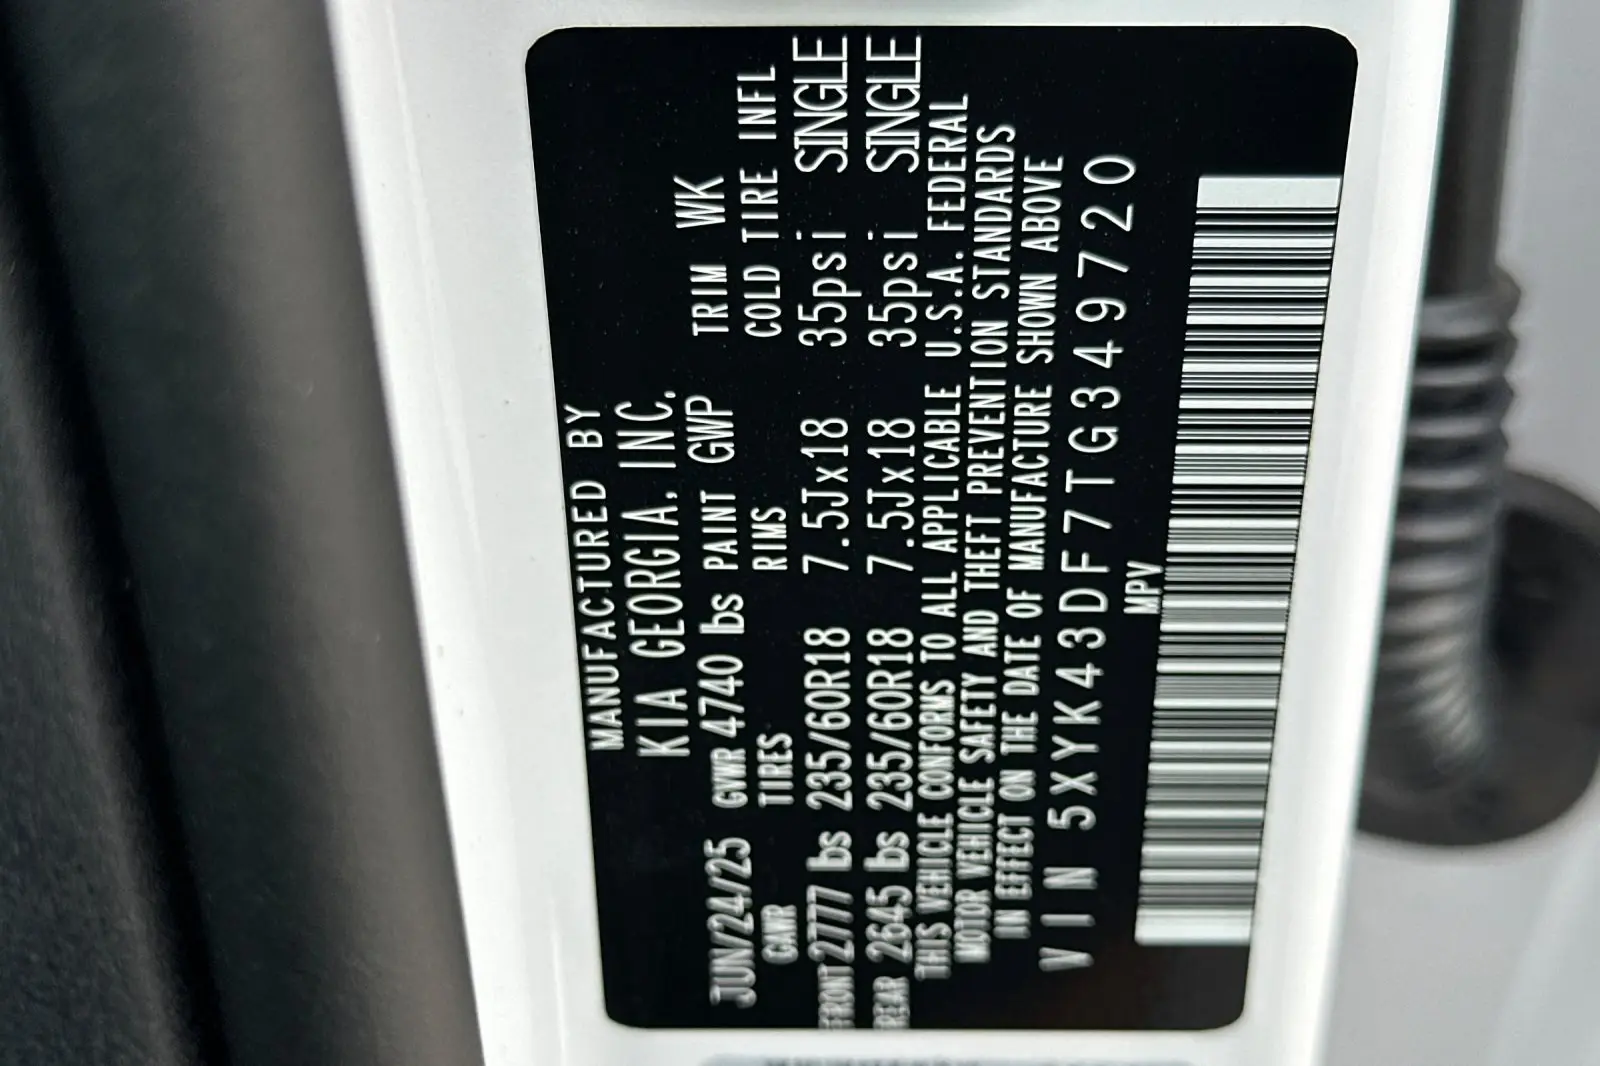 MANUFACTURED BY
KIA GEORGIA, INC.
JUN/24/25 GVWR 4740 lbs PAINT GWP TRIM WK
GAWR TIRES RIMS COLD TIRE INFL
FRONT 2777 lbs 235/60R18 7.5Jx18 35psi SINGLE
REAR 2645 lbs 235/60R18 7.5Jx18 35psi SINGLE
THIS VEHICLE CONFORMS TO ALL APPLICABLE U.S.A. FEDERAL
MOTOR VEHICLE SAFETY AND THEFT PREVENTION STANDARDS
IN EFFECT ON THE DATE OF MANUFACTURE SHOWN ABOVE
VIN 5XYK43DF7TG349720
MPV